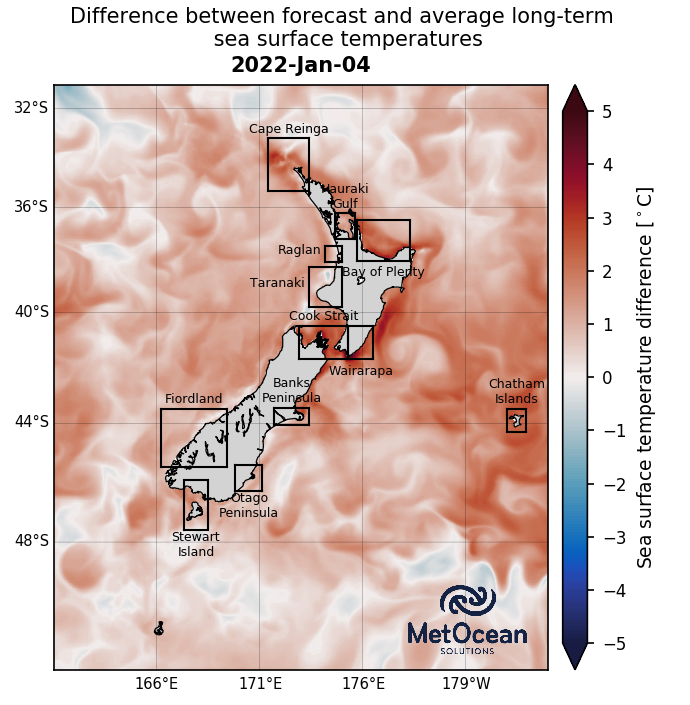 Difference between forecast and average long-term
sea surface temperatures
2022-Jan-04
32°S
36°S
40°S
44°S
48°S
Cape Reinga
Hauraki
Gulf
Raglan
Bay of Plenty
Taranaki
Cook Strait
Wairarapa
Banks
Peninsula
Fiordland
Chatham
Islands
Otago
Peninsula
Stewart
Island
MetOcean
SOLUTIONS
166°E
171°E
176°E
179°W
5
4
3
2
1
0
−1
−2
−3
−4
−5
Sea surface temperature difference [°C]